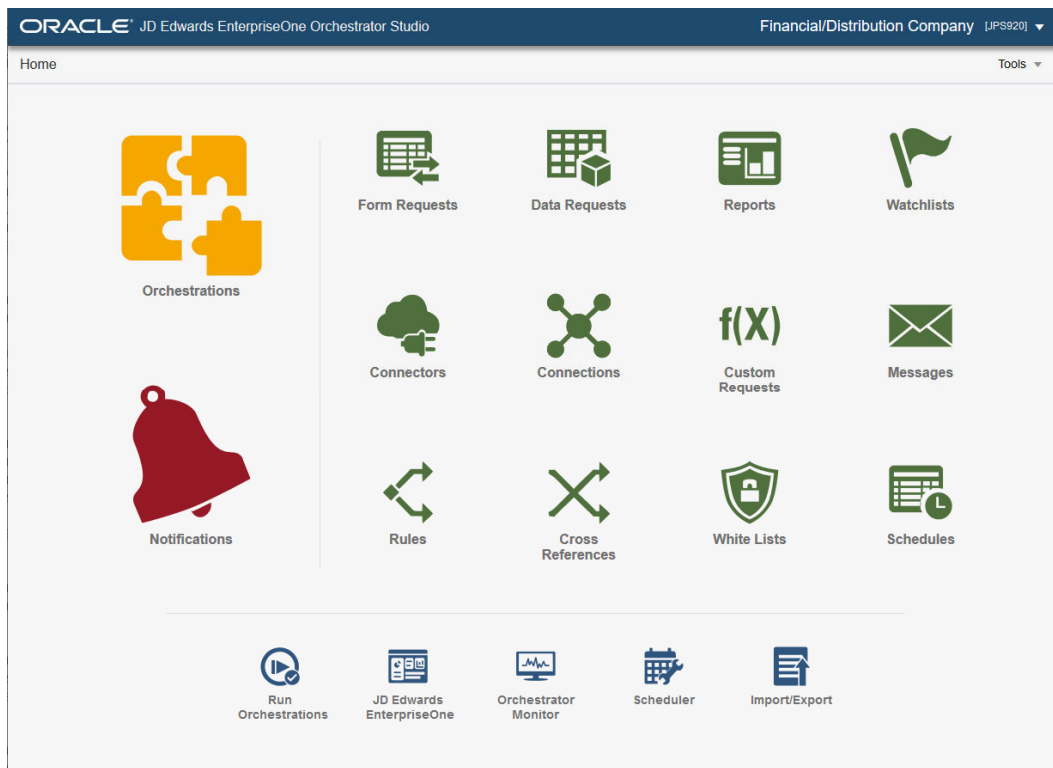 ORACLE® JD Edwards EnterpriseOne Orchestrator Studio
Financial/Distribution Company [JPS920]
Home
Tools
Orchestrations
Form Requests
Data Requests
Reports
Watchlists
Connectors
Connections
f(X)
Custom
Requests
Messages
Notifications
Rules
Cross
References
White Lists
Schedules
Run
Orchestrations
JD Edwards
EnterpriseOne
Orchestrator
Monitor
Scheduler
Import/Export